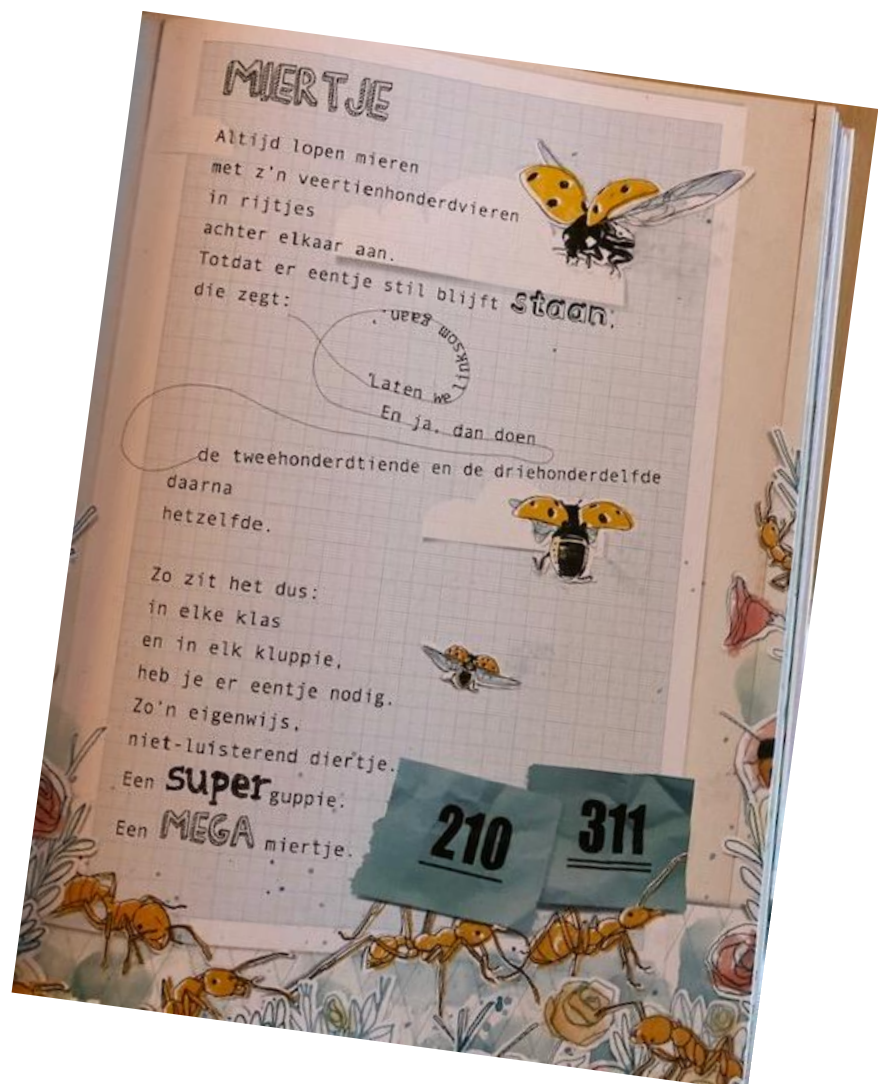 MIERTJE
Altijd lopen mieren
met z'n veertienhonderdvieren
in rijtjes
achter elkaar aan.
Totdat er eentje stil blijft staan.
die zegt:
Laten we linksom gaan.
En ja, dan doen
de tweehonderdtiende en de driehonderdelfde
daarna
hetzelfde.
Zo zit het dus:
in elke klas
en in elk kluppie,
heb je er eentje nodig.
Zo'n eigenwijs,
niet-luisterend diertje.
Een superguppie.
Een MEGA miertje.
210
311